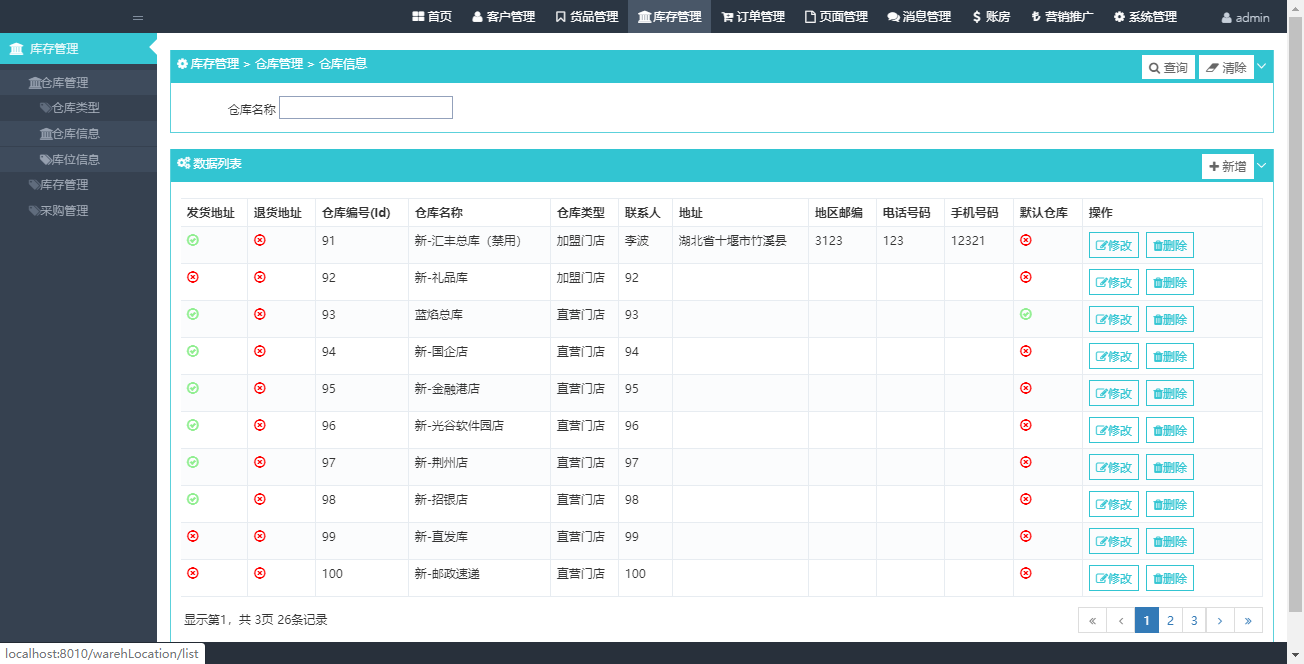 首页 客户管理 货品管理 库存管理 订单管理 页面管理 消息管理 账房 营销推广 系统管理 admin
库存管理
仓库管理
仓库类型
仓库信息
库位信息
库存管理
采购管理
库存管理 > 仓库管理 > 仓库信息 查询 清除
仓库名称
数据列表 新增
发货地址 退货地址 仓库编号(Id) 仓库名称 仓库类型 联系人 地址 地区邮编 电话号码 手机号码 默认仓库 操作
91 新-汇丰总库（禁用） 加盟门店 李波 湖北省十堰市竹溪县 3123 123 12321 修改 删除
92 新-礼品库 加盟门店 92 修改 删除
93 蓝焰总库 直营门店 93 修改 删除
94 新-国企店 直营门店 94 修改 删除
95 新-金融港店 直营门店 95 修改 删除
96 新-光谷软件园店 直营门店 96 修改 删除
97 新-荆州店 直营门店 97 修改 删除
98 新-招银店 直营门店 98 修改 删除
99 新-直发库 直营门店 99 修改 删除
100 新-邮政速递 直营门店 100 修改 删除
显示第1，共 3页 26条记录 « ‹ 1 2 3 › »
localhost:8010/warehLocation/list